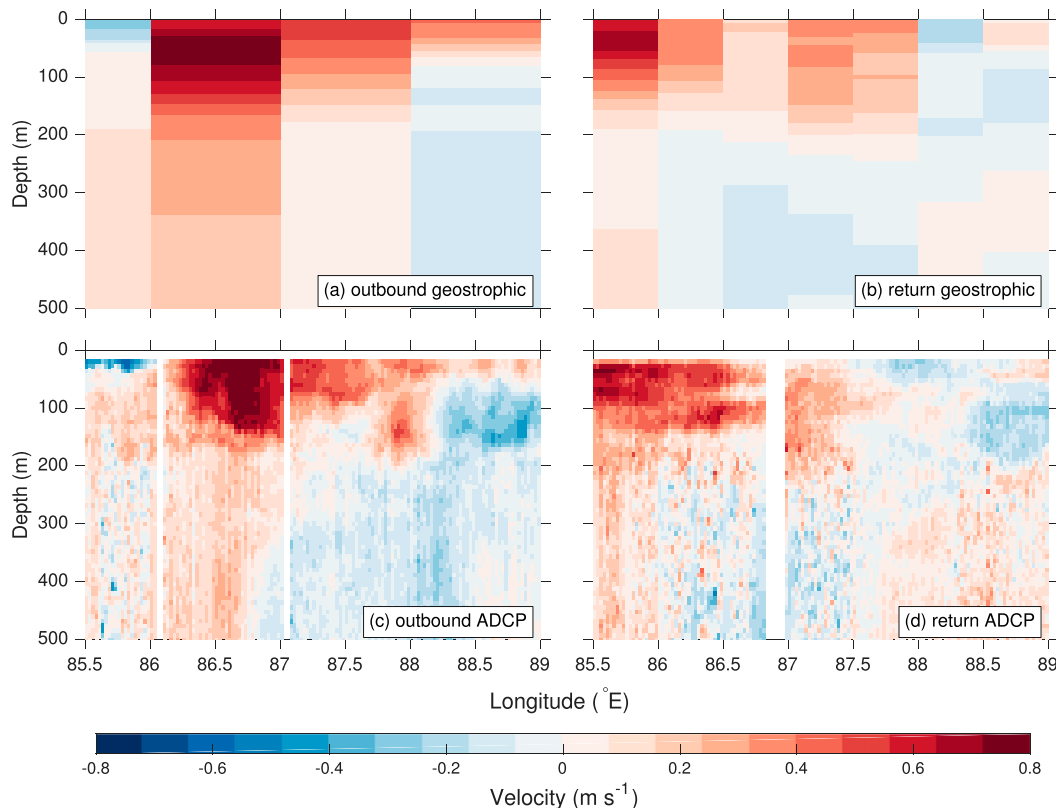 0
100
200
300
400
500
Depth (m)
(a) outbound geostrophic
(b) return geostrophic
0
100
200
300
400
500
Depth (m)
(c) outbound ADCP
(d) return ADCP
85.5 86 86.5 87 87.5 88 88.5 89
85.5 86 86.5 87 87.5 88 88.5 89
Longitude (°E)
-0.8 -0.6 -0.4 -0.2 0 0.2 0.4 0.6 0.8
Velocity (m s⁻¹)